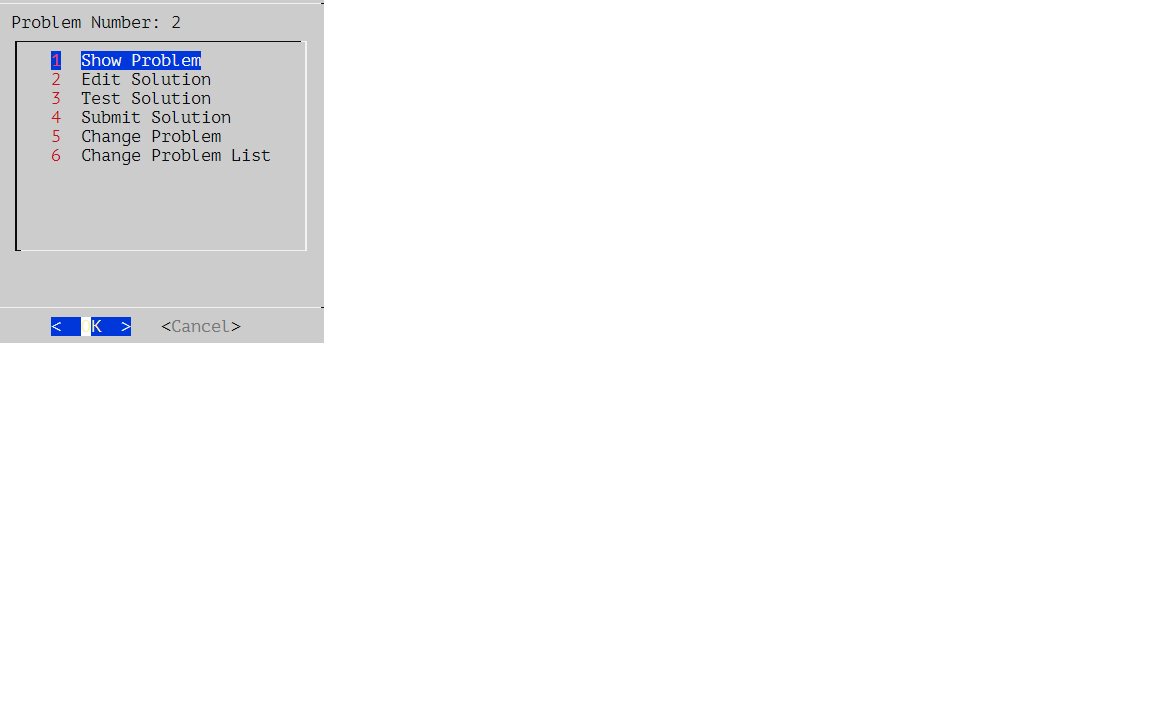 Problem Number: 2
1 Show Problem
2 Edit Solution
3 Test Solution
4 Submit Solution
5 Change Problem
6 Change Problem List
< OK > <Cancel>